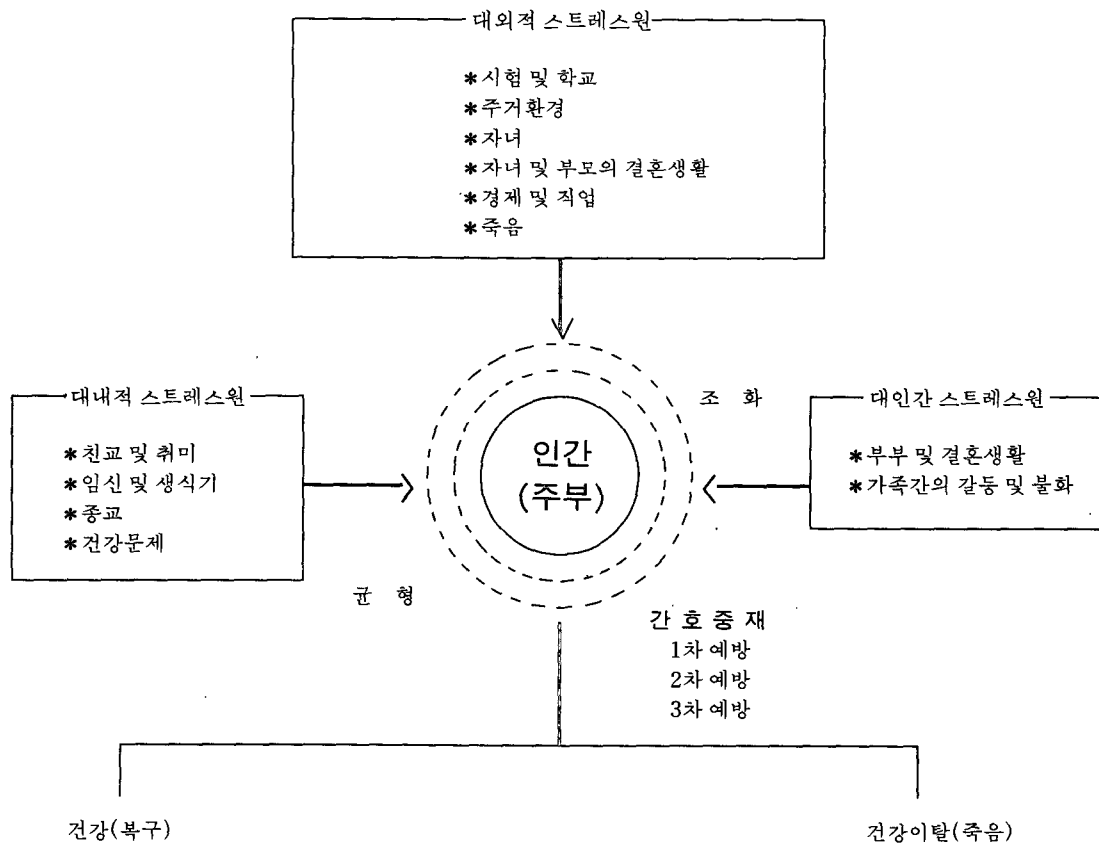 대외적 스트레스원
*시험 및 학교
*주거환경
*자녀
*자녀 및 부모의 결혼생활
*경제 및 직업
*죽음
대내적 스트레스원
*친교 및 취미
*임신 및 생식기
*종교
*건강문제
인간
(주부)
조 화
대인간 스트레스원
*부부 및 결혼생활
*가족간의 갈등 및 불화
균 형
간 호 중 재
1차 예방
2차 예방
3차 예방
건강(복구)
건강이탈(죽음)